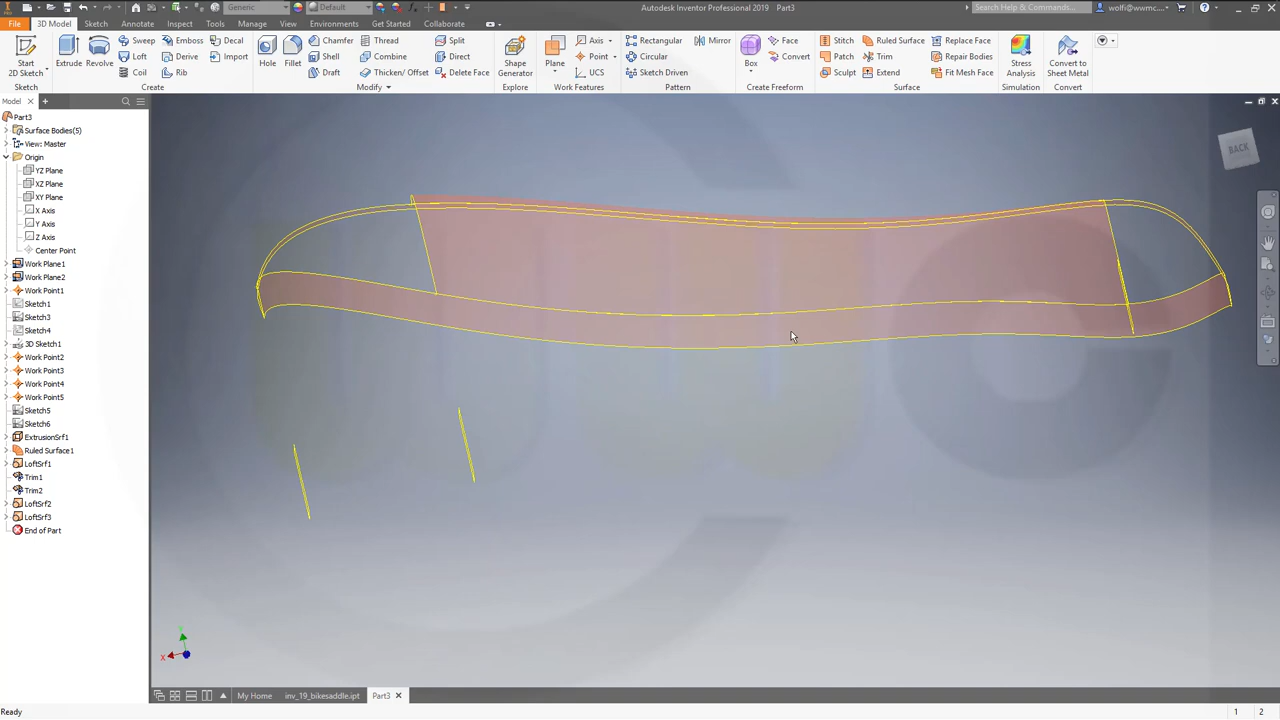 Generic
Default
Autodesk Inventor Professional 2019 Part3
Search Help & Commands...
wolfi@wwmc...
File 3D Model Sketch Annotate Inspect Tools Manage View Environments Get Started Collaborate
Start
2D Sketch
Extrude
Revolve
Sweep
Loft
Coil
Emboss
Derive
Rib
Decal
Import
Create
Hole
Fillet
Chamfer
Shell
Draft
Thread
Combine
Thicken/ Offset
Split
Direct
Delete Face
Modify
Shape
Generator
Explore
Plane
Axis
Point
UCS
Work Features
Rectangular
Circular
Sketch Driven
Mirror
Pattern
Box
Face
Convert
Create Freeform
Stitch
Patch
Sculpt
Ruled Surface
Trim
Extend
Replace Face
Repair Bodies
Fit Mesh Face
Surface
Stress
Analysis
Simulation
Convert to
Sheet Metal
Convert
Model
Part3
Surface Bodies(5)
View: Master
Origin
YZ Plane
XZ Plane
XY Plane
X Axis
Y Axis
Z Axis
Center Point
Work Plane1
Work Plane2
Work Point1
Sketch1
Sketch3
Sketch4
3D Sketch1
Work Point2
Work Point3
Work Point4
Work Point5
Sketch5
Sketch6
ExtrusionSrf1
Ruled Surface1
LoftSrf1
Trim1
Trim2
LoftSrf2
LoftSrf3
End of Part
BACK
X
My Home inv_19_bikesaddle.ipt Part3
Ready 1 2